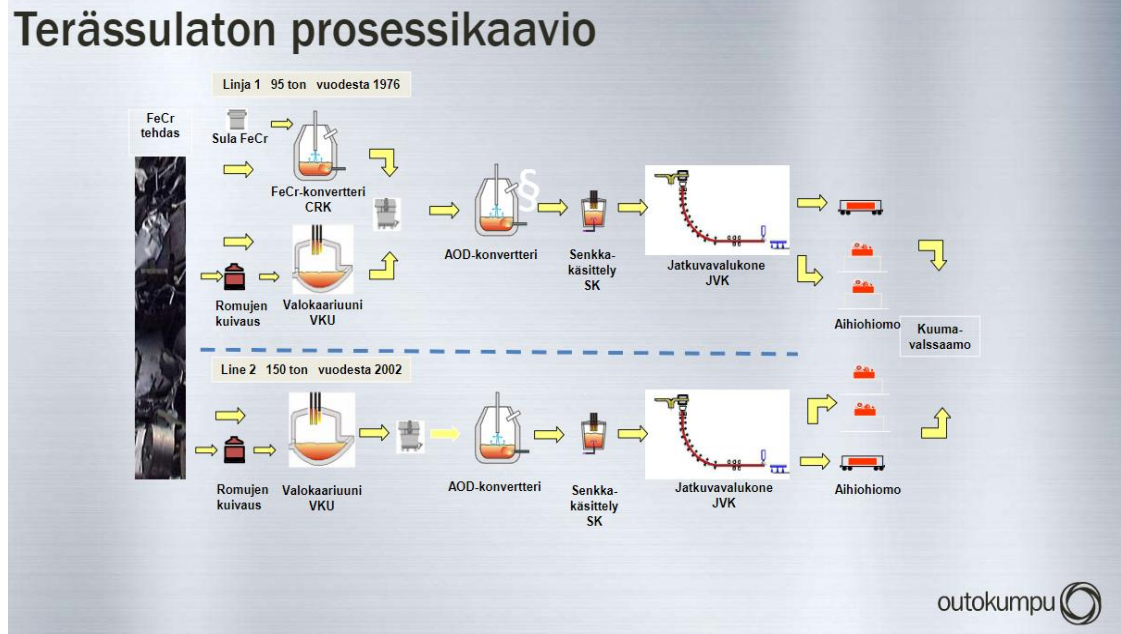 Terässulaton prosessikaavio
Linja 1 95 ton vuodesta 1976
FeCr
tehdas
Sula FeCr
FeCr-konvertteri
CRK
§
AOD-konvertteri
Senkka-
käsittely
SK
Jatkuvavalukone
JVK
Romujen
kuivaus
Valokaariuuni
VKU
Aihiohiomo
Kuuma-
valssaamo
Line 2 150 ton vuodesta 2002
Romujen
kuivaus
Valokaariuuni
VKU
AOD-konvertteri
Senkka-
käsittely
SK
Jatkuvavalukone
JVK
Aihiohiomo
outokumpu